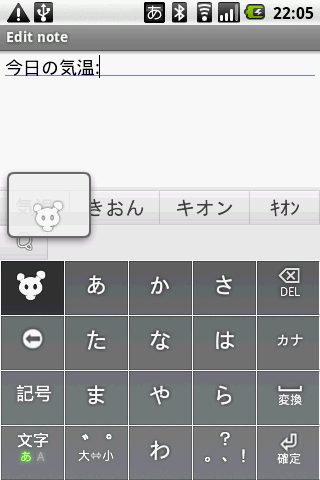 あ 22:05
Edit note
今日の気温:
きおん キオン ｷｵﾝ
あ か さ DEL
た な は カナ
記号 ま や ら 変換
文字 あ A ゛ ゜ 大⇔小 わ ？ 。、！ 確定